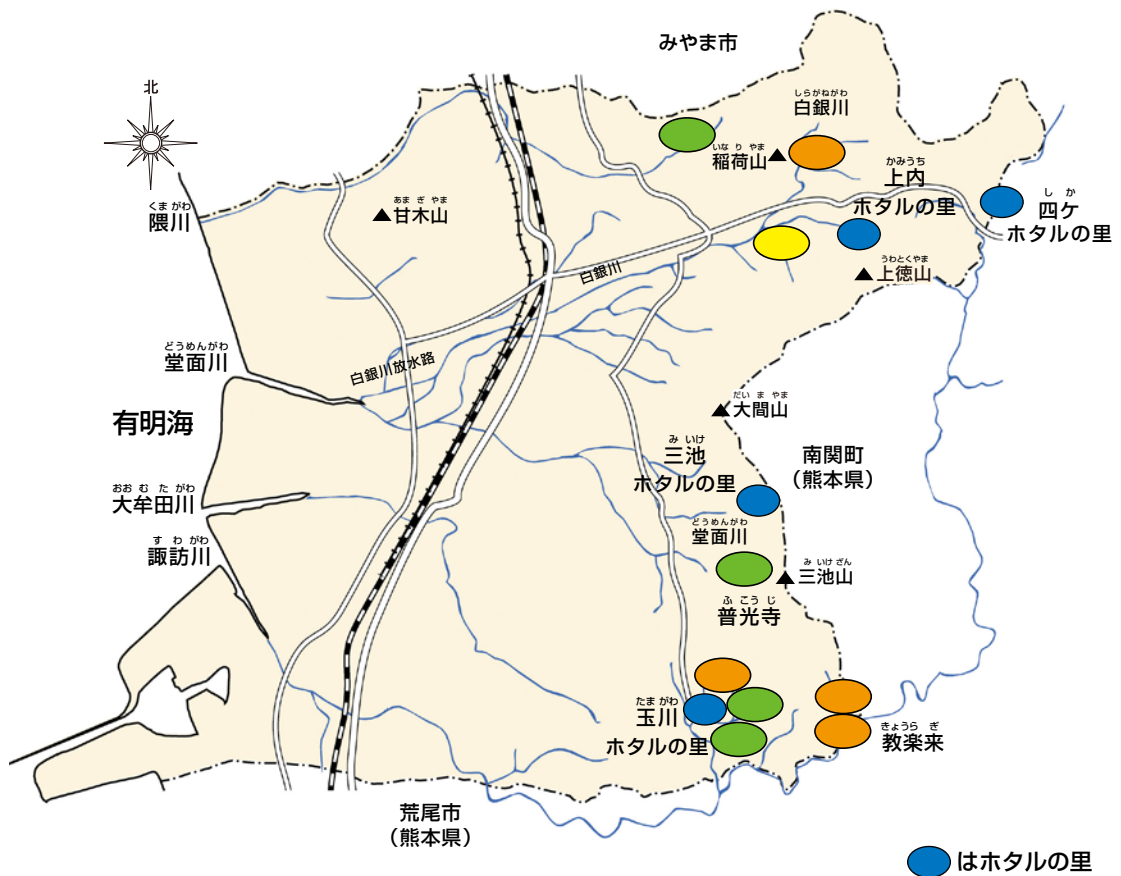 みやま市
北
しらがねがわ
白銀川
いなりやま
稲荷山
かみうち
上内
ホタルの里
しか
四ケ
ホタルの里
くまがわ
隈川
あまぎやま
甘木山
白銀川
うわとくやま
上徳山
どうめんがわ
堂面川
白銀川放水路
有明海
だいまやま
大間山
みいけ
三池
ホタルの里
南関町
(熊本県)
おおむたがわ
大牟田川
どうめんがわ
堂面川
すわがわ
諏訪川
みいけざん
三池山
ふこうじ
普光寺
たまがわ
玉川
ホタルの里
きょうらぎ
教楽来
荒尾市
(熊本県)
はホタルの里